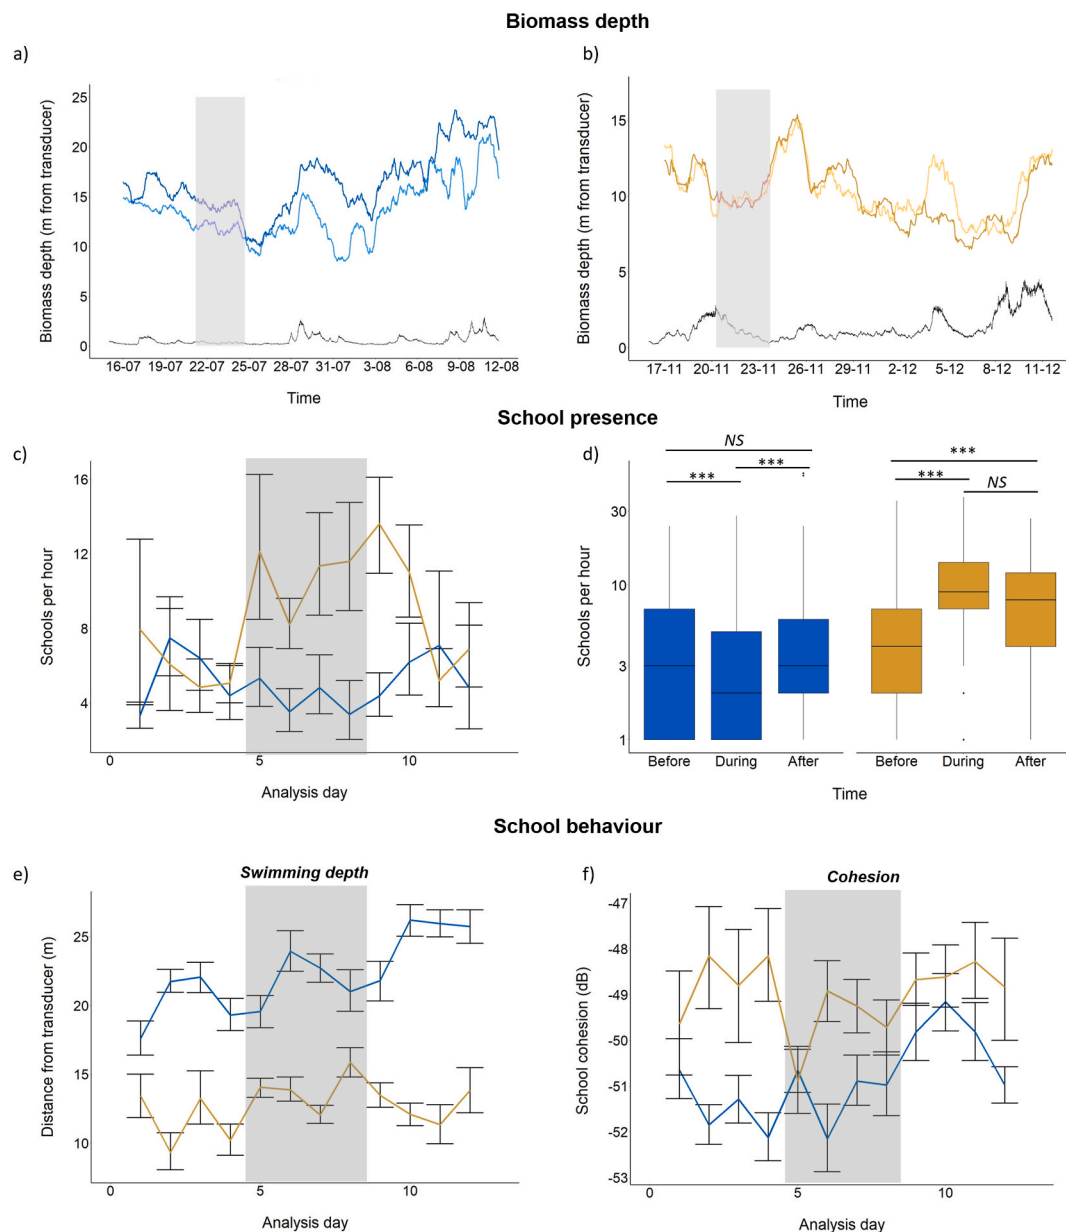 Biomass depth
a)
b)
Biomass depth (m from transducer)
25
20
15
10
5
0
16-07 19-07 22-07 25-07 28-07 31-07 3-08 6-08 9-08 12-08
Time
Biomass depth (m from transducer)
15
10
5
0
17-11 20-11 23-11 26-11 29-11 2-12 5-12 8-12 11-12
Time
School presence
c)
d)
Schools per hour
16
12
8
4
0 5 10
Analysis day
NS
*** ***
***
*** NS
Schools per hour
30
10
3
1
Before During After Before During After
Time
School behaviour
e)
f)
Swimming depth
Distance from transducer (m)
25
20
15
10
0 5 10
Analysis day
Cohesion
School cohesion (dB)
-47
-48
-49
-50
-51
-52
-53
0 5 10
Analysis day